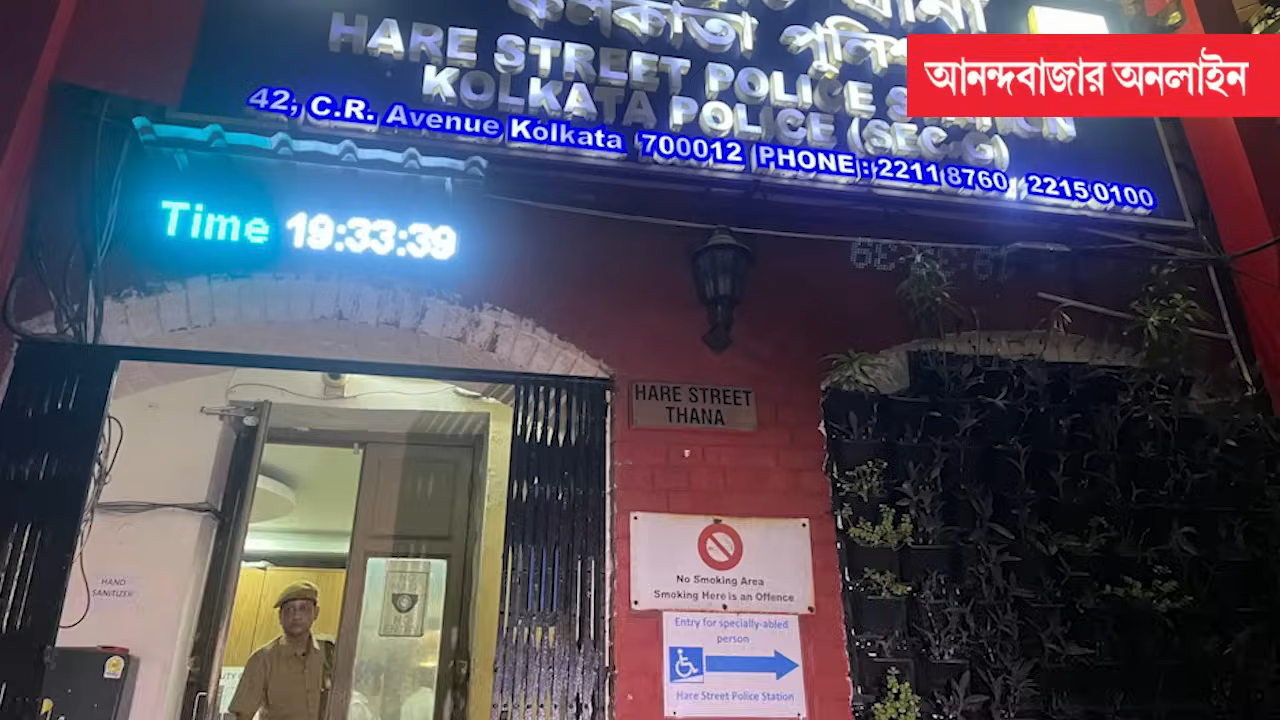 কলকাতা পুলিশ
HARE STREET POLICE STATION
KOLKATA POLICE (SEC-G)
42, C.R. Avenue Kolkata 700012 PHONE : 2211 8760, 2215 0100
আনন্দবাজার অনলাইন
Time 19:33:39
HARE STREET
THANA
No Smoking Area
Smoking Here is an Offence
HAND
SANITIZER
Entry for specially-abled
person
Hare Street Police Station